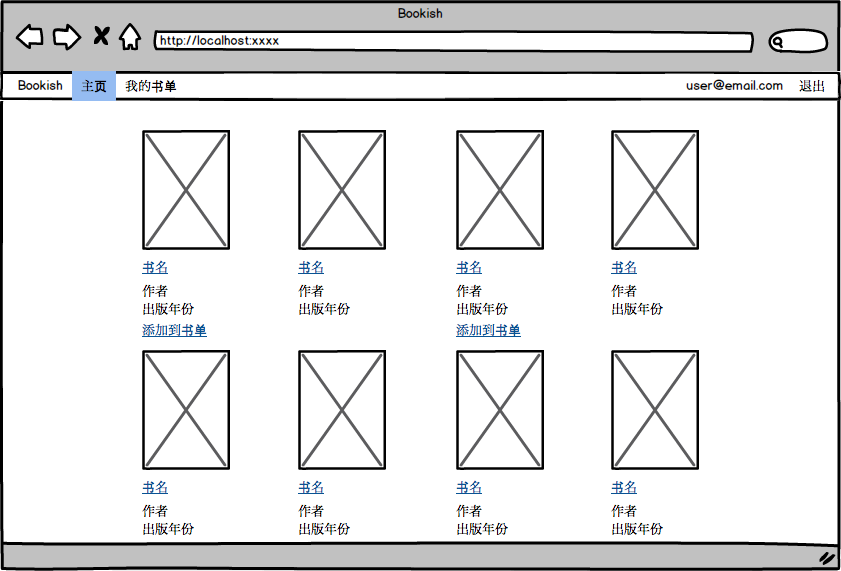 Bookish
http://localhost:xxxx
Bookish 主页 我的书单 user@email.com 退出
书名 书名 书名 书名
作者 作者 作者 作者
出版年份 出版年份 出版年份 出版年份
添加到书单 添加到书单
书名 书名 书名 书名
作者 作者 作者 作者
出版年份 出版年份 出版年份 出版年份